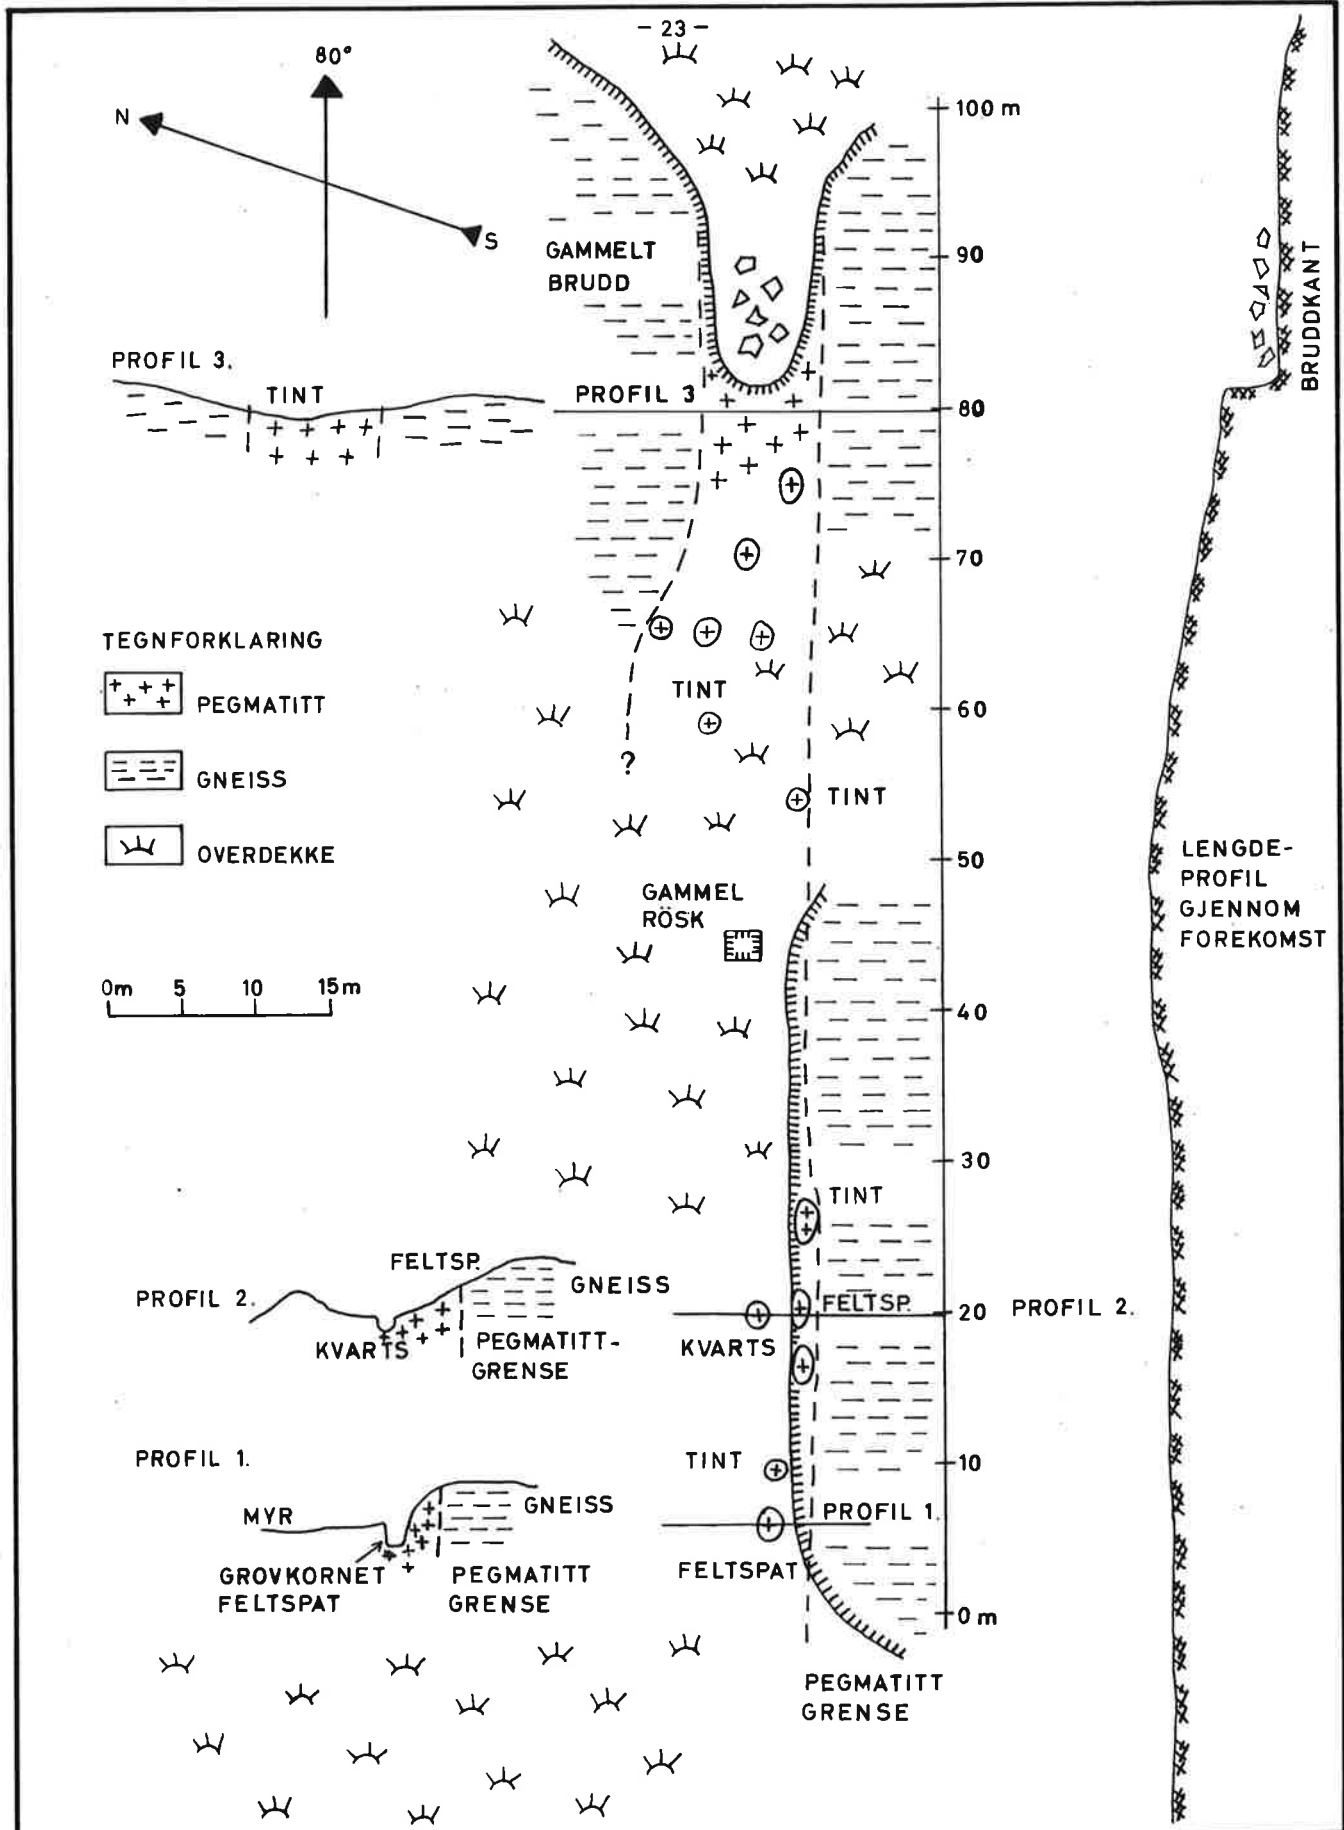 -23-
80°
N
S
100 m
GAMMELT
BRUDD
90
BRUDDKANT
PROFIL 3.
TINT
PROFIL 3
80
70
TEGNFORKLARING
PEGMATITT
GNEISS
OVERDEKKE
TINT
60
?
TINT
50
LENGDE-
PROFIL
GJENNOM
FOREKOMST
GAMMEL
RÖSK
0m 5 10 15m
40
30
TINT
FELTSP.
GNEISS
PROFIL 2.
KVARTS
PEGMATITT-
GRENSE
FELTSP.
20
PROFIL 2.
KVARTS
PROFIL 1.
TINT
10
MYR
GNEISS
PROFIL 1.
GROVKORNET
FELTSPAT
PEGMATITT
GRENSE
FELTSPAT
0 m
PEGMATITT
GRENSE